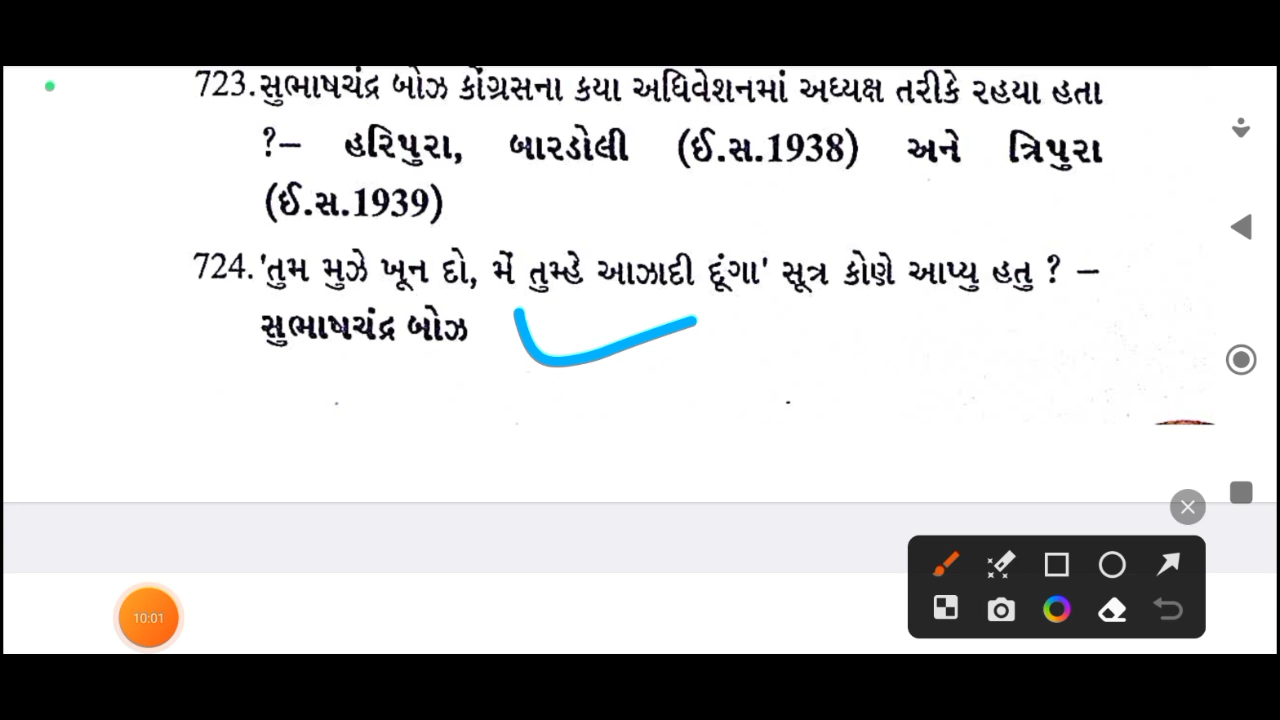 723. સુભાષચંદ્ર બોઝ કોંગ્રસના કયા અધિવેશનમાં અધ્યક્ષ તરીકે રહયા હતા
?– હરિપુરા, બારડોલી (ઈ.સ.1938) અને ત્રિપુરા
(ઈ.સ.1939)
724. 'તુમ મુઝે ખૂન દો, મેં તુમ્હે આઝાદી દૂંગા' સૂત્ર કોણે આપ્યુ હતુ ? –
સુભાષચંદ્ર બોઝ
10:01